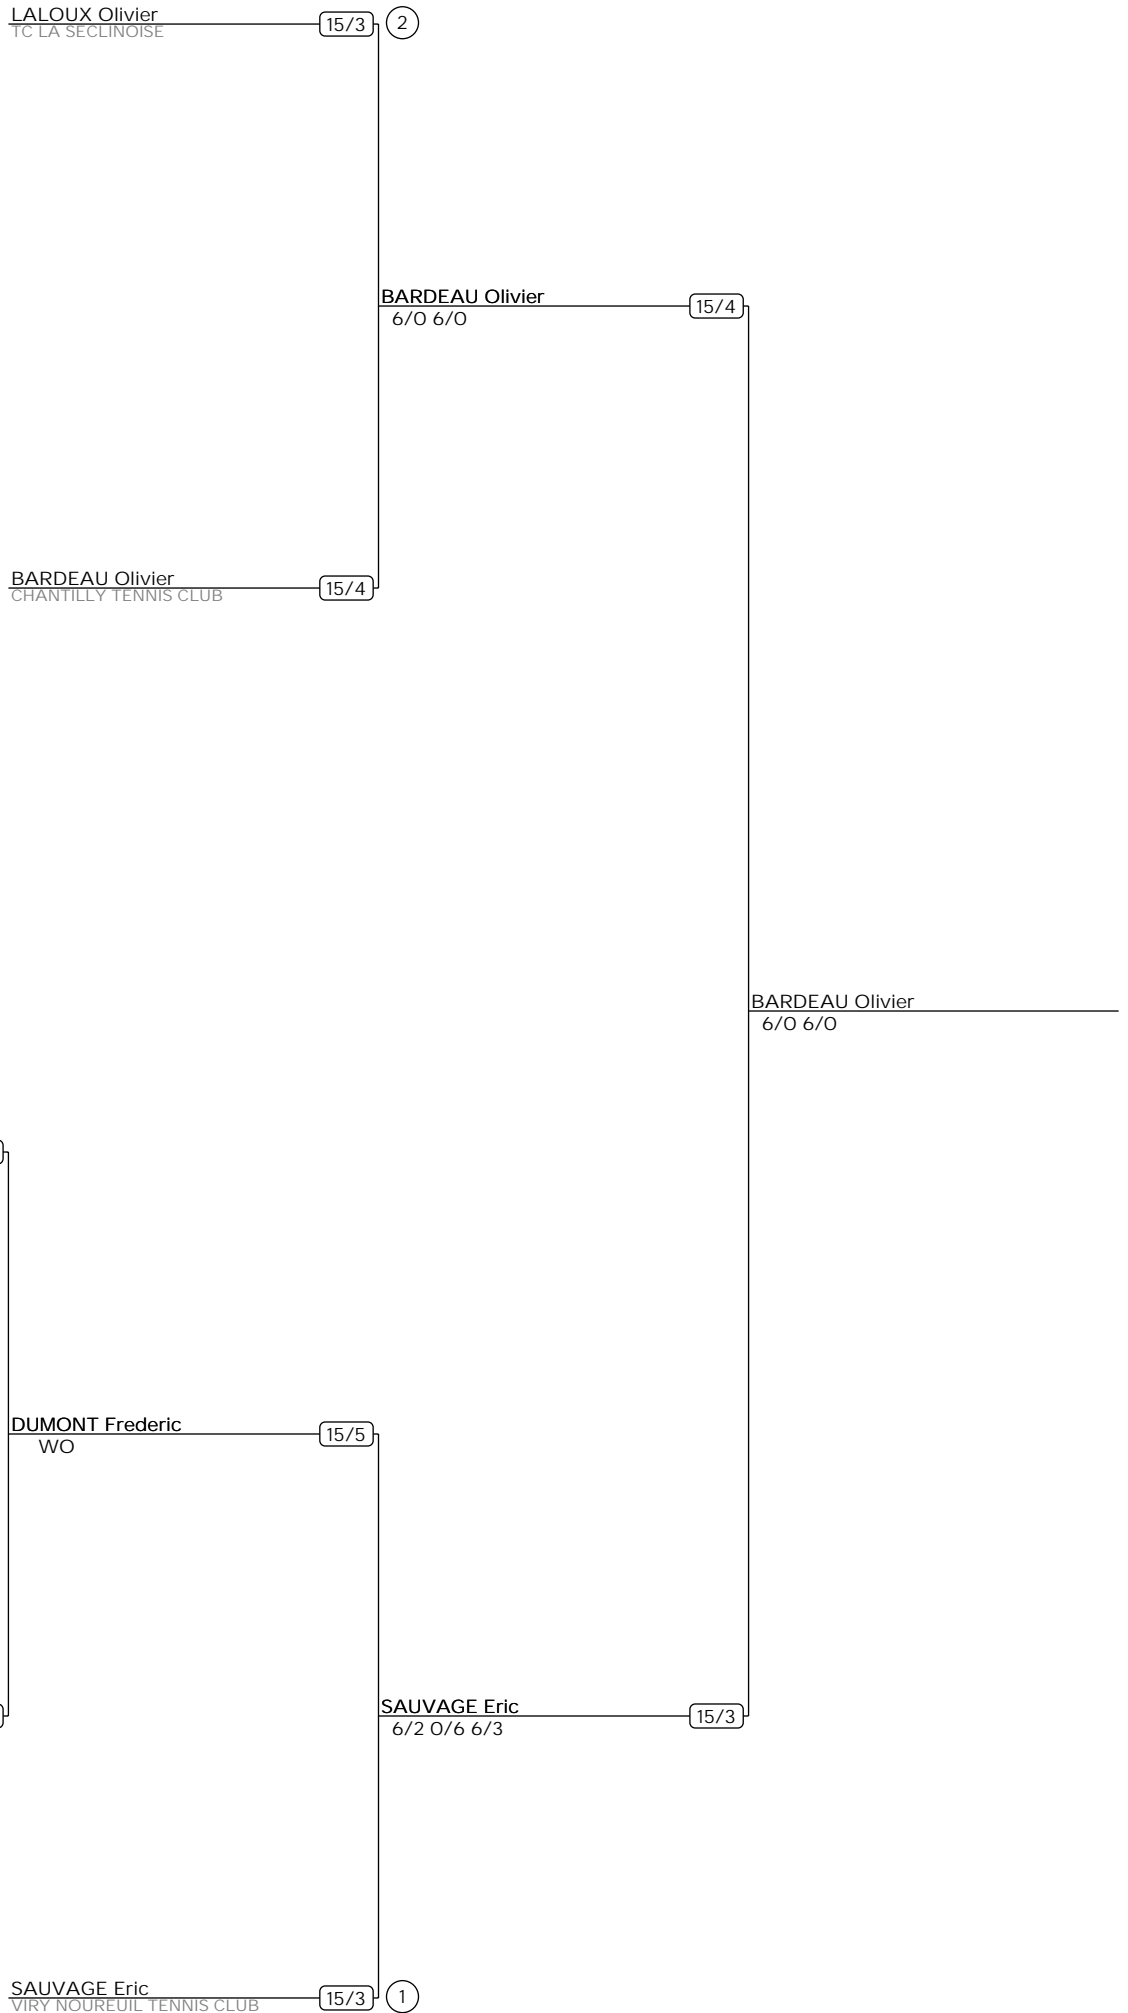 LALOUX Olivier
TC LA SECLINOISE
15/3
2
BARDEAU Olivier
6/0 6/0
15/4
BARDEAU Olivier
CHANTILLY TENNIS CLUB
15/4
BARDEAU Olivier
6/0 6/0
DUMONT Frederic
WO
15/5
SAUVAGE Eric
6/2 0/6 6/3
15/3
SAUVAGE Eric
VIRY NOUREUIL TENNIS CLUB
15/3
1